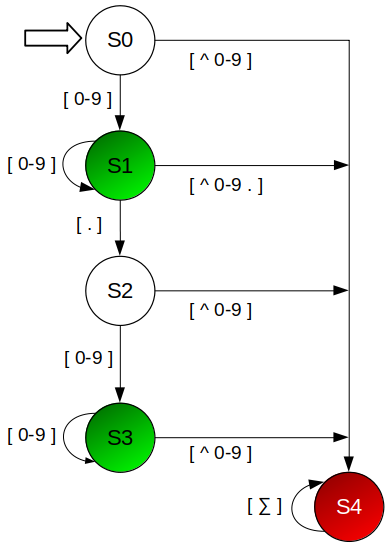 S0
[ ^ 0-9 ]
[ 0-9 ]
[ 0-9 ]
S1
[ ^ 0-9 . ]
[ . ]
S2
[ ^ 0-9 ]
[ 0-9 ]
[ 0-9 ]
S3
[ ^ 0-9 ]
[ ∑ ]
S4